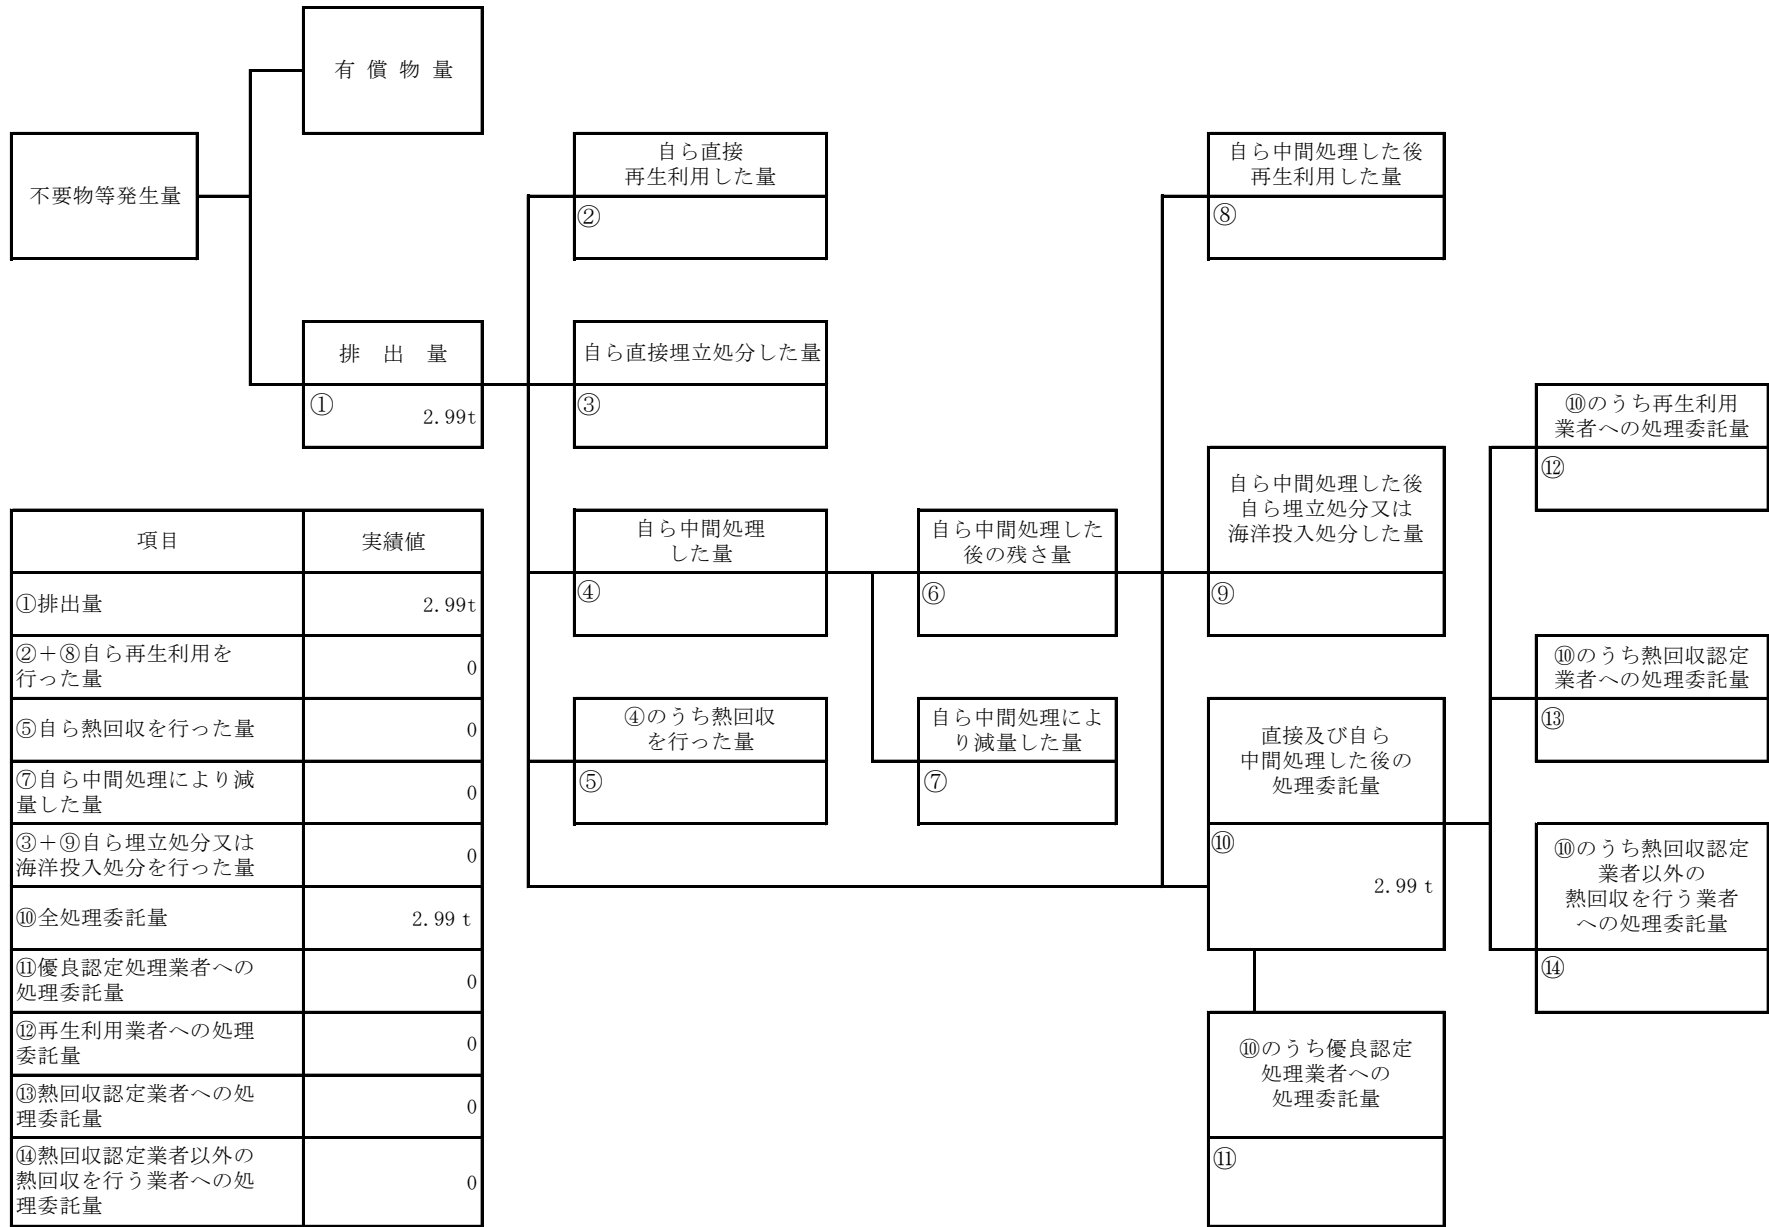 有 償 物 量
不要物等発生量
自ら直接
再生利用した量
②
自ら中間処理した後
再生利用した量
⑧
排 出 量
①
2.99t
自ら直接埋立処分した量
③
⑩のうち再生利用
業者への処理委託量
⑫
自ら中間処理
した量
④
自ら中間処理した
後の残さ量
⑥
自ら中間処理した後
自ら埋立処分又は
海洋投入処分した量
⑨
⑩のうち熱回収認定
業者への処理委託量
⑬
④のうち熱回収
を行った量
⑤
自ら中間処理によ
り減量した量
⑦
直接及び自ら
中間処理した後の
処理委託量
⑩
2.99 t
⑩のうち熱回収認定
業者以外の
熱回収を行う業者
への処理委託量
⑭
⑩のうち優良認定
処理業者への
処理委託量
⑪
項目 実績値
①排出量 2.99t
②+⑧自ら再生利用を
行った量 0
⑤自ら熱回収を行った量 0
⑦自ら中間処理により減
量した量 0
③+⑨自ら埋立処分又は
海洋投入処分を行った量 0
⑩全処理委託量 2.99 t
⑪優良認定処理業者への
処理委託量 0
⑫再生利用業者への処理
委託量 0
⑬熱回収認定業者への処
理委託量 0
⑭熱回収認定業者以外の
熱回収を行う業者への処
理委託量 0